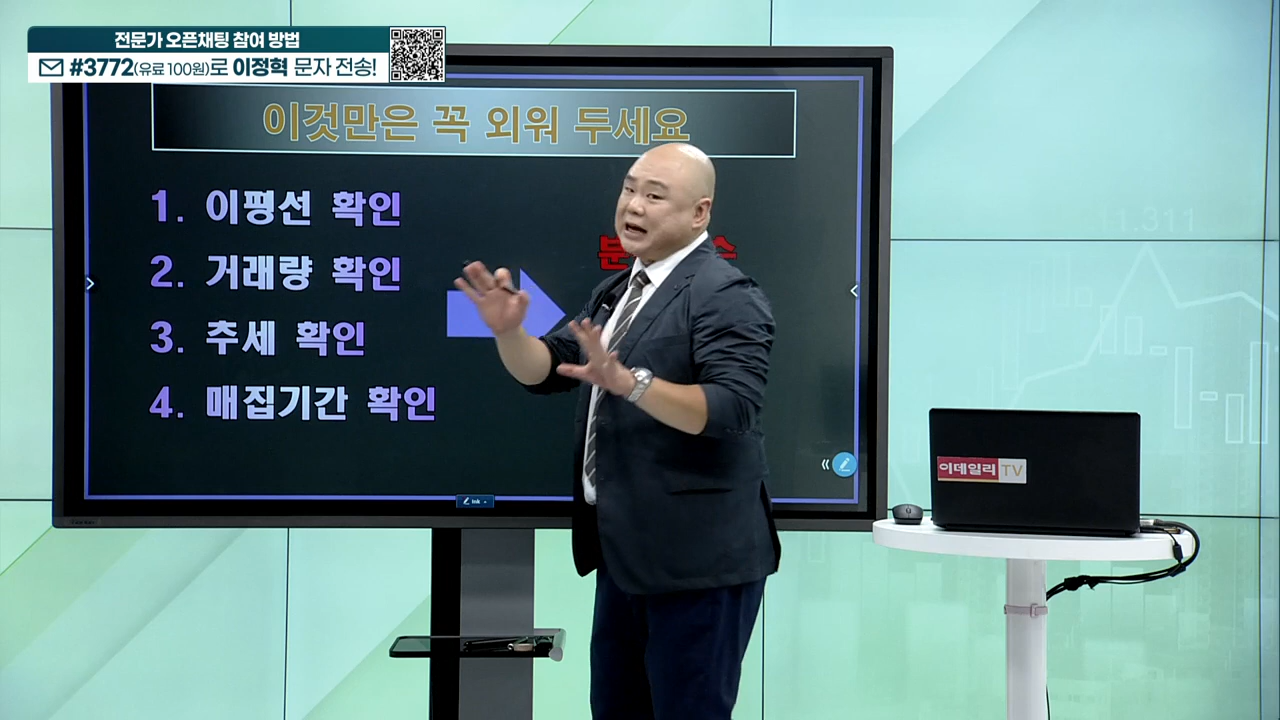 전문가 오픈채팅 참여 방법
#3772(유료 100원)로 이정혁 문자 전송!
이것만은 꼭 외워 두세요
1. 이평선 확인
2. 거래량 확인
3. 추세 확인
4. 매집기간 확인
Ink
이데일리 TV